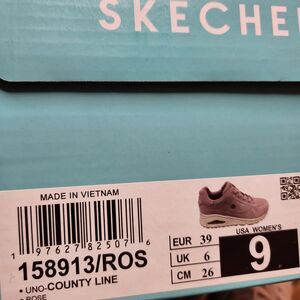 SKECHE
MADE IN VIETNAM
1 97627 82507 6
158913/ROS
• UNO-COUNTY LINE
• ROSE
EUR 39
UK 6
CM 26
USA WOMEN'S
9